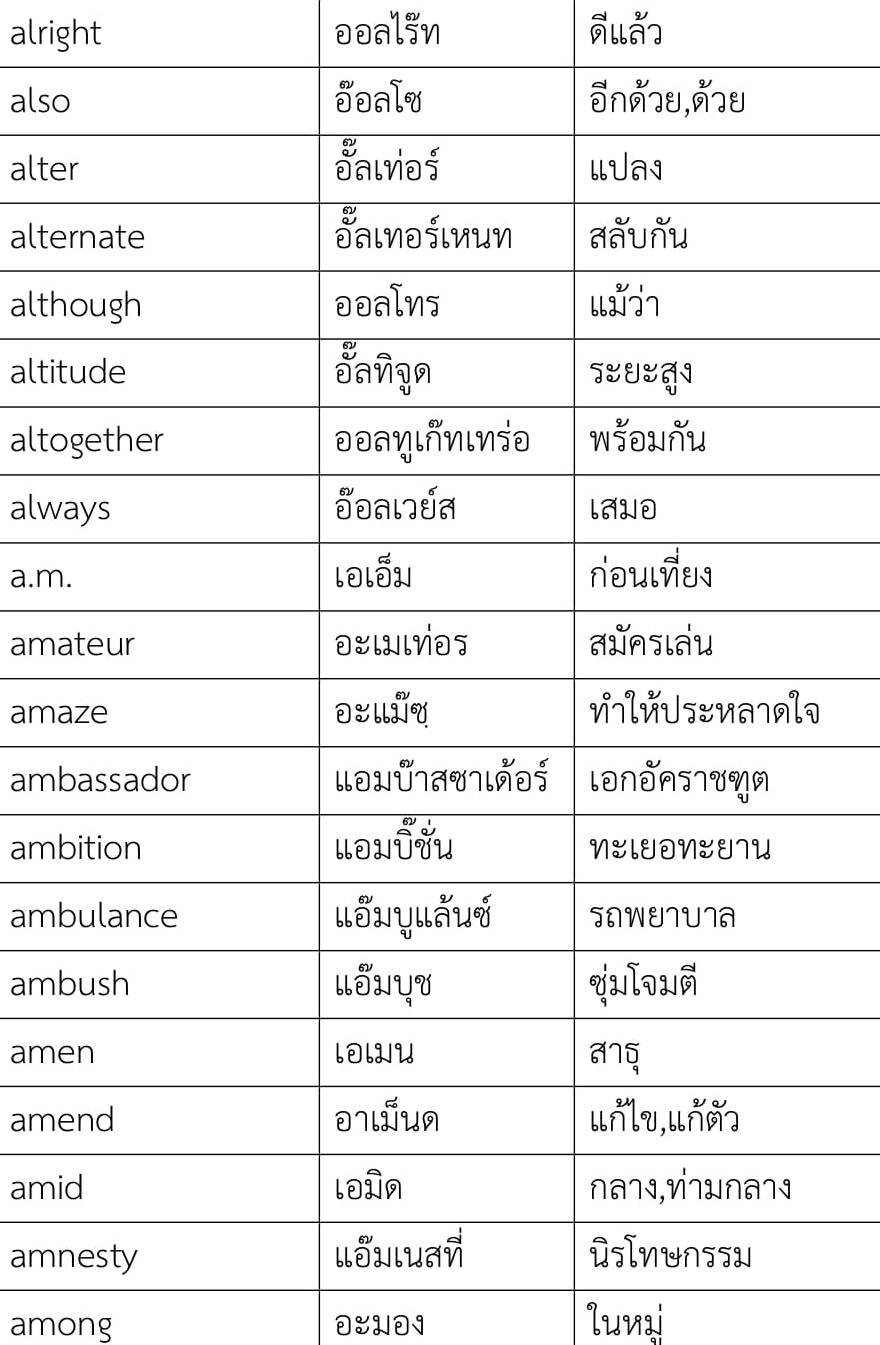 alright ออลไร๊ท ดีแล้ว
also อ๊อลโซ อีกด้วย,ด้วย
alter อั๊ลเท่อร์ แปลง
alternate อั๊ลเทอร์เหนท สลับกัน
although ออลโทร แม้ว่า
altitude อั๊ลทิจูด ระยะสูง
altogether ออลทูเก๊ทเทร่อ พร้อมกัน
always อ๊อลเวย์ส เสมอ
a.m. เอเอ็ม ก่อนเที่ยง
amateur อะเมเท่อร สมัครเล่น
amaze อะแม๊ซฺ ทำให้ประหลาดใจ
ambassador แอมบ๊าสซาเด้อร์ เอกอัคราชฑูต
ambition แอมบิ๊ชั่น ทะเยอทะยาน
ambulance แอ๊มบูแล้นซ์ รถพยาบาล
ambush แอ๊มบุช ซุ่มโจมตี
amen เอเมน สาธุ
amend อาเม็นด แก้ไข,แก้ตัว
amid เอมิด กลาง,ท่ามกลาง
amnesty แอ๊มเนสที่ นิรโทษกรรม
among อะมอง ในหมู่